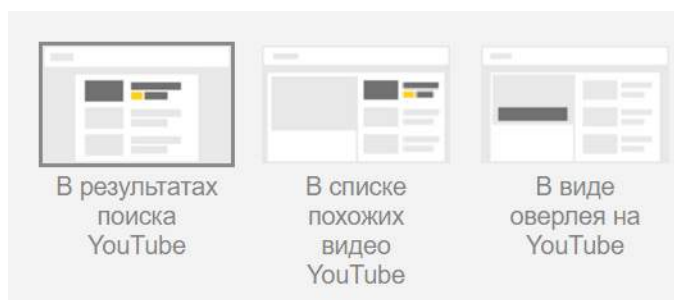 В результатах
поиска
YouTube
В списке
похожих
видео
YouTube
В виде
оверлея на
YouTube